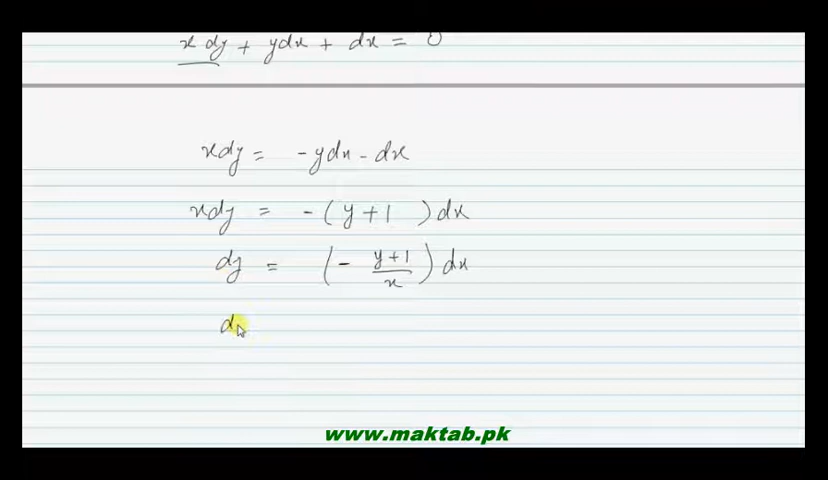 x dy + ydx + dx = 0
xdy = - ydx - dx
xdy = - ( y + 1 ) dx
dy = ( - y+1/x ) dx
d
www.maktab.pk